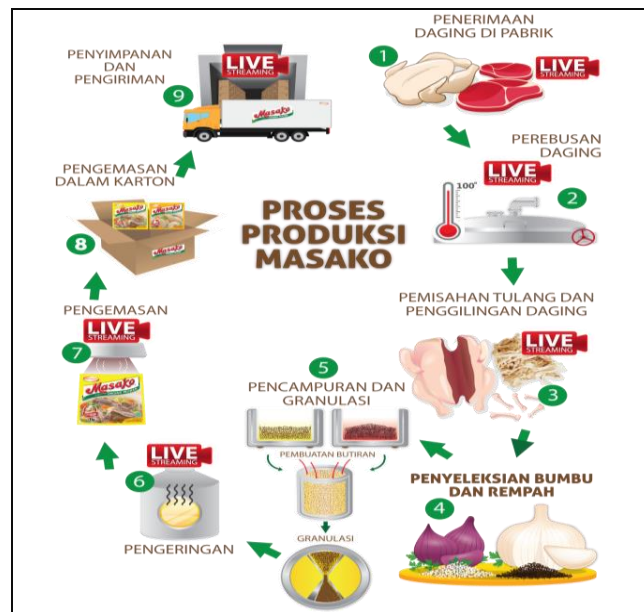 PROSES
PRODUKSI
MASAKO
PENERIMAAN
DAGING DI PABRIK
1
LIVE
STREAMING
PEREBUSAN
DAGING
LIVE
STREAMING
100°
2
PEMISAHAN TULANG DAN
PENGGILINGAN DAGING
LIVE
STREAMING
3
PENYELEKSIAN BUMBU
DAN REMPAH
4
5
PENCAMPURAN DAN
GRANULASI
PEMBUATAN BUTIRAN
GRANULASI
LIVE
STREAMING
6
PENGERINGAN
PENGEMASAN
LIVE
STREAMING
7
Masako
PENGEMASAN
DALAM KARTON
8
Masako
PENYIMPANAN
DAN
PENGIRIMAN
LIVE
STREAMING
9
Masako